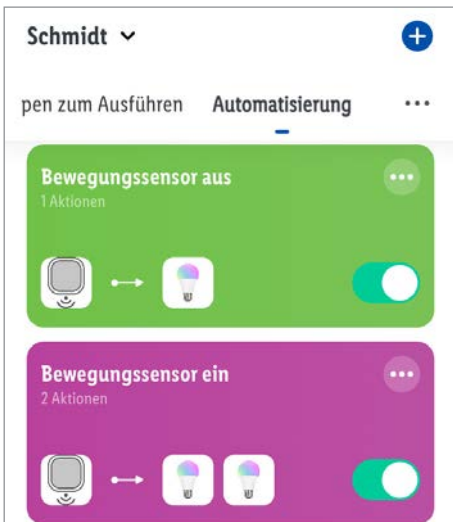 Schmidt
pen zum Ausführen Automatisierung
Bewegungssensor aus
1 Aktionen
Bewegungssensor ein
2 Aktionen